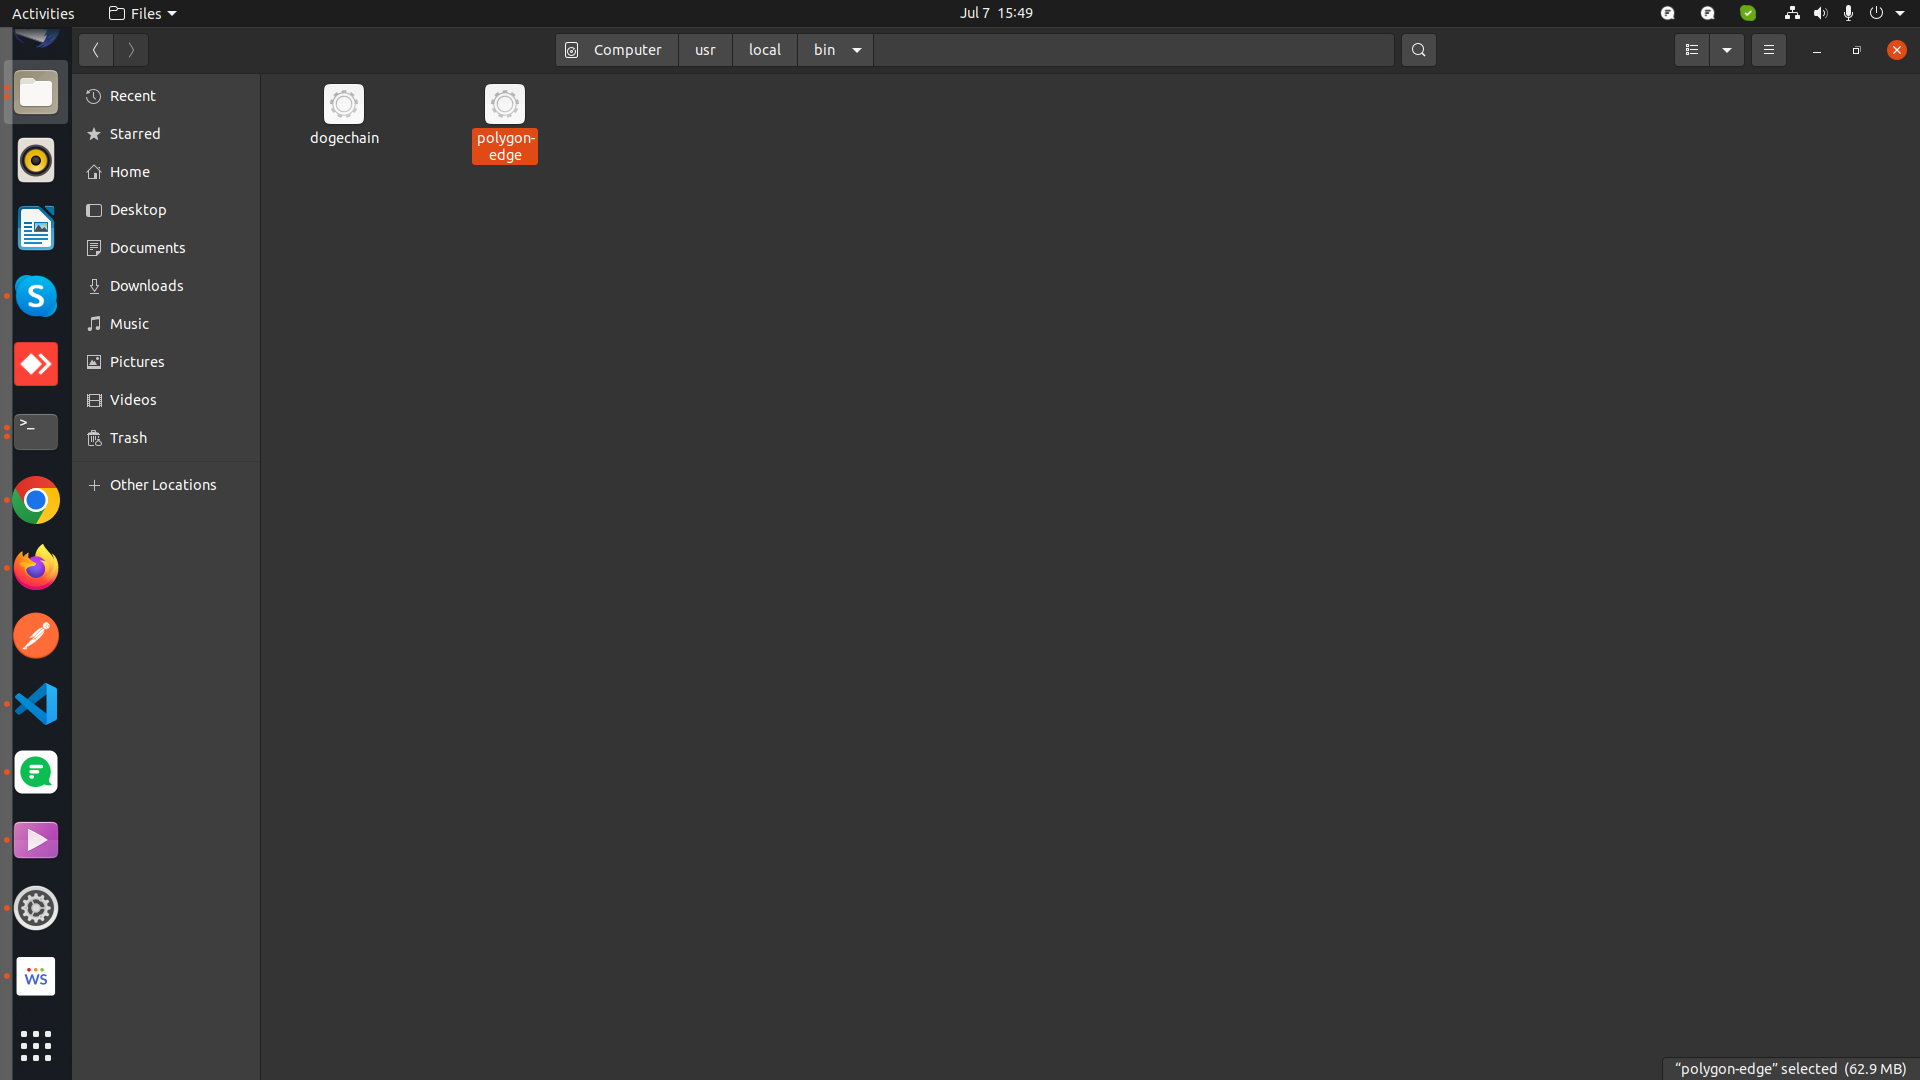 Activities
Files
Jul 7 15:49
Computer
usr
local
bin
Recent
Starred
Home
Desktop
Documents
Downloads
Music
Pictures
Videos
Trash
Other Locations
dogechain
polygon-
edge
S
>_
WS
“polygon-edge” selected (62.9 MB)